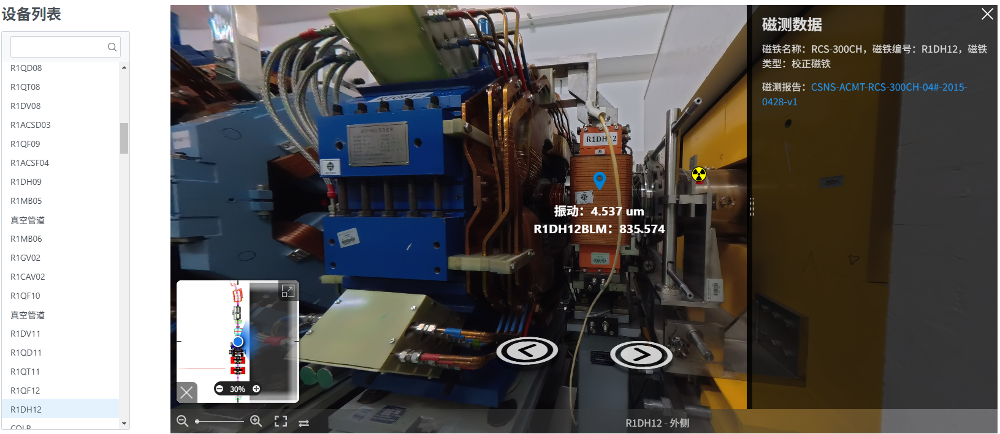 设备列表
R1QD08
R1QT08
R1DV08
R1ACSD03
R1QF09
R1ACSF04
R1DH09
R1MB05
真空管道
R1MB06
R1GV02
R1CAV02
R1QF10
真空管道
R1DV11
R1QD11
R1QT11
R1QF12
R1DH12
R1DH12
振动：4.537 um
R1DH12BLM：835.574
30%
R1DH12 - 外侧
磁测数据
磁铁名称：RCS-300CH，磁铁编号：R1DH12，磁铁
类型：校正磁铁
磁测报告：CSNS-ACMT-RCS-300CH-04#-2015-
0428-v1